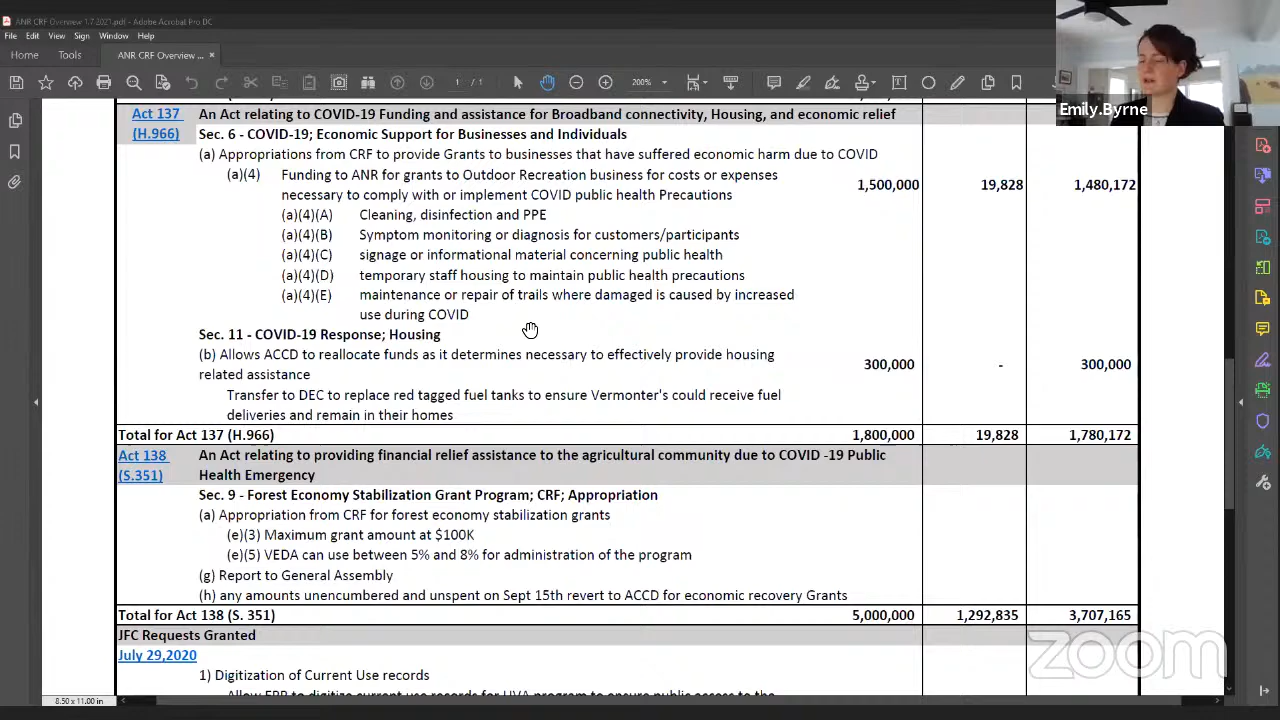 ANR CRF Overview 1.7.2021.pdf - Adobe Acrobat Pro DC
File Edit View Sign Window Help
Home Tools ANR CRF Overview ... ×
1 / 1 200%
Emily.Byrne
Act 137 An Act relating to COVID-19 Funding and assistance for Broadband connectivity, Housing, and economic relief
(H.966) Sec. 6 - COVID-19; Economic Support for Businesses and Individuals
(a) Appropriations from CRF to provide Grants to businesses that have suffered economic harm due to COVID
(a)(4) Funding to ANR for grants to Outdoor Recreation business for costs or expenses
necessary to comply with or implement COVID public health Precautions
1,500,000 19,828 1,480,172
(a)(4)(A) Cleaning, disinfection and PPE
(a)(4)(B) Symptom monitoring or diagnosis for customers/participants
(a)(4)(C) signage or informational material concerning public health
(a)(4)(D) temporary staff housing to maintain public health precautions
(a)(4)(E) maintenance or repair of trails where damaged is caused by increased
use during COVID
Sec. 11 - COVID-19 Response; Housing
(b) Allows ACCD to reallocate funds as it determines necessary to effectively provide housing
related assistance
300,000 - 300,000
Transfer to DEC to replace red tagged fuel tanks to ensure Vermonter's could receive fuel
deliveries and remain in their homes
Total for Act 137 (H.966) 1,800,000 19,828 1,780,172
Act 138 An Act relating to providing financial relief assistance to the agricultural community due to COVID -19 Public
(S.351) Health Emergency
Sec. 9 - Forest Economy Stabilization Grant Program; CRF; Appropriation
(a) Appropriation from CRF for forest economy stabilization grants
(e)(3) Maximum grant amount at $100K
(e)(5) VEDA can use between 5% and 8% for administration of the program
(g) Report to General Assembly
(h) any amounts unencumbered and unspent on Sept 15th revert to ACCD for economic recovery Grants
Total for Act 138 (S. 351) 5,000,000 1,292,835 3,707,165
JFC Requests Granted
July 29,2020
1) Digitization of Current Use records
zoom
8.50 x 11.00 in